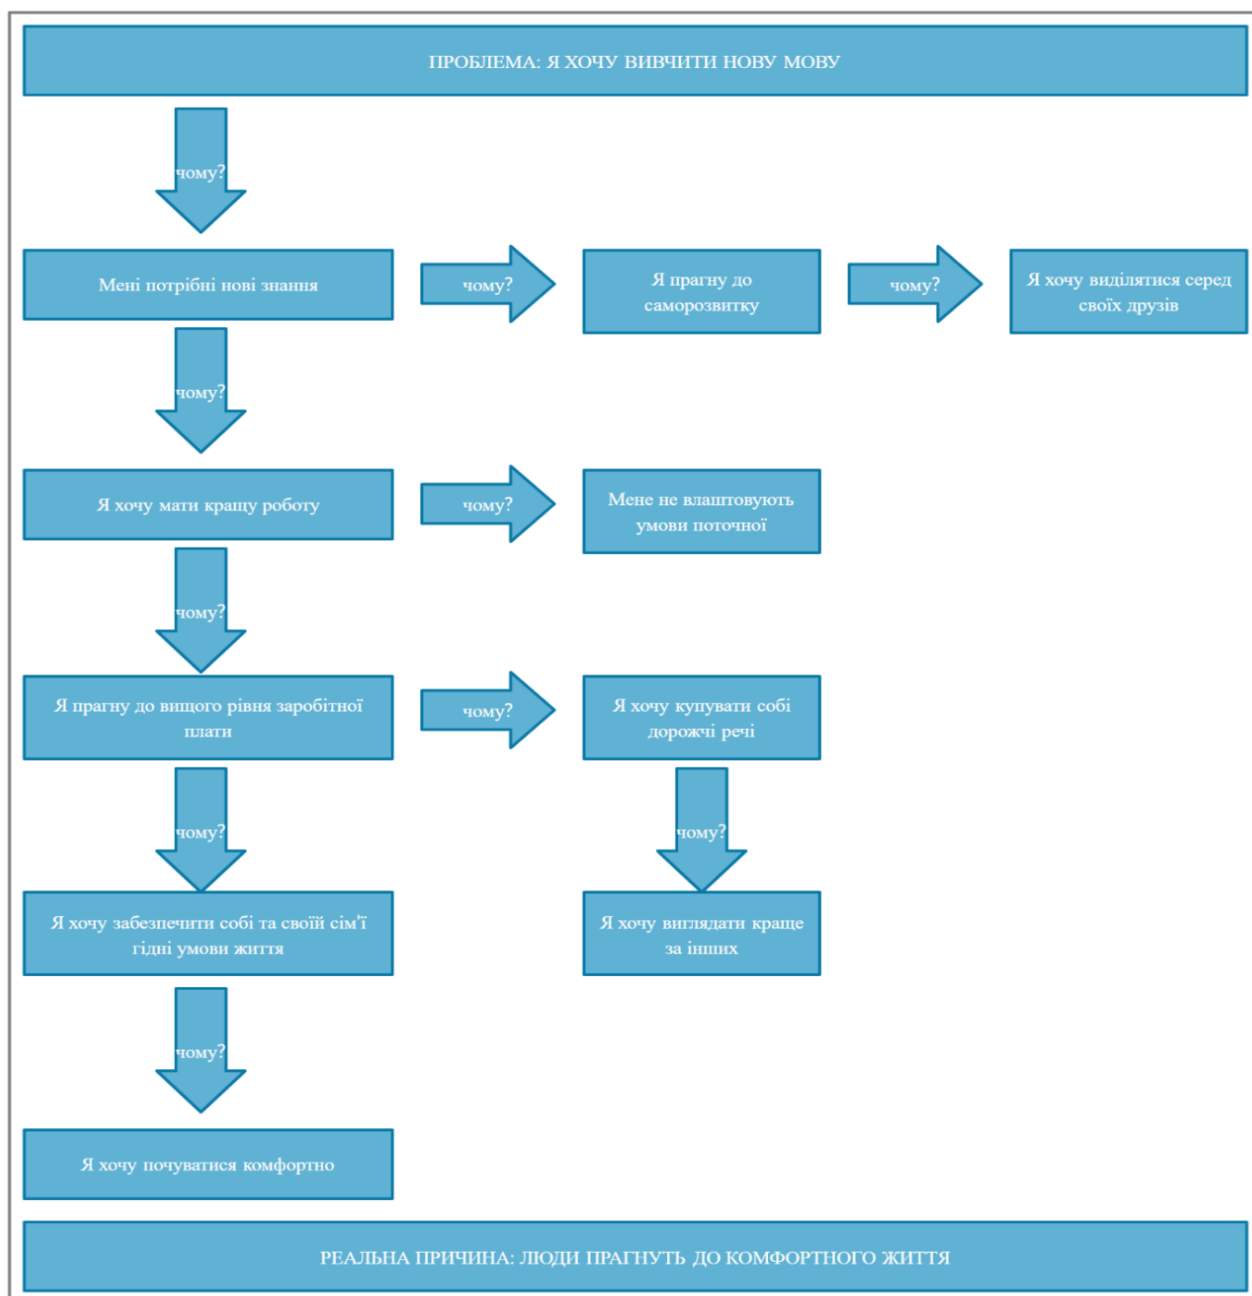 ПРОБЛЕМА: Я ХОЧУ ВИВЧИТИ НОВУ МОВУ
чому?
Мені потрібні нові знання
чому?
Я прагну до
саморозвитку
чому?
Я хочу виділятися серед
своїх друзів
чому?
Я хочу мати кращу роботу
чому?
Мене не влаштовують
умови поточної
чому?
Я прагну до вищого рівня заробітної
плати
чому?
Я хочу купувати собі
дорожчі речі
чому?
чому?
Я хочу забезпечити собі та своїй сім'ї
гідні умови життя
Я хочу виглядати краще
за інших
чому?
Я хочу почуватися комфортно
РЕАЛЬНА ПРИЧИНА: ЛЮДИ ПРАГНУТЬ ДО КОМФОРТНОГО ЖИТТЯ